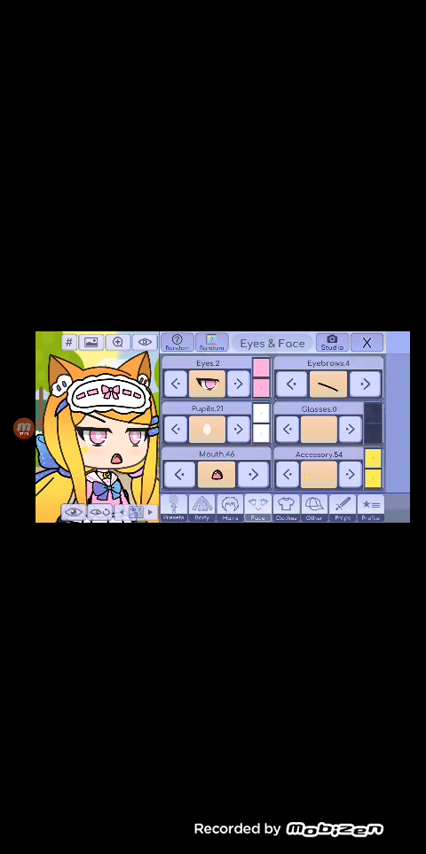 #
Random
Random
Eyes & Face
Studio
X
Eyes.2
Eyebrows.4
Pupils.21
Glasses.0
Mouth.46
Accessory.54
Presets
Body
Hairs
Face
Clothes
Other
Props
Profile
Recorded by MOBIZEN